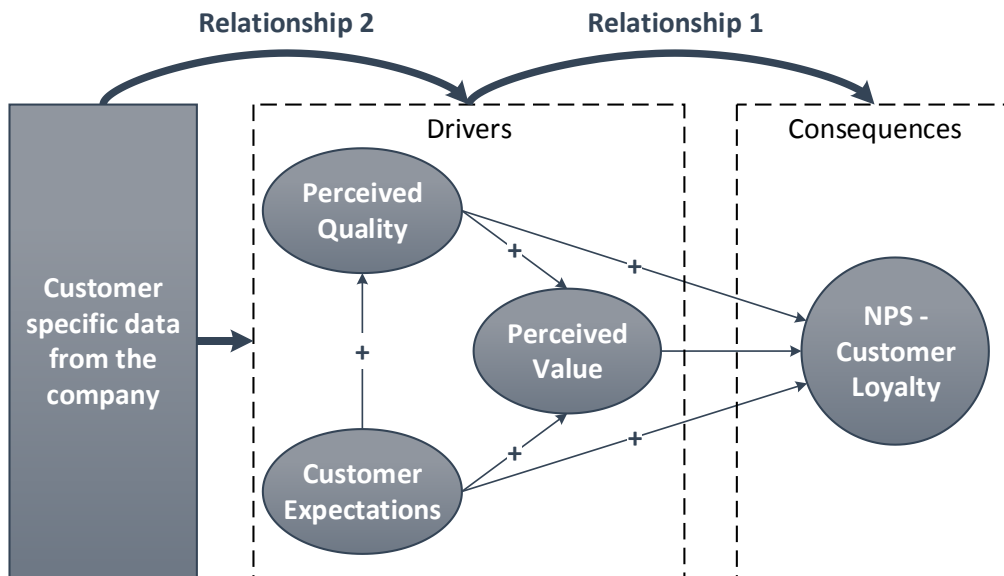 Relationship 2
Relationship 1
Drivers
Consequences
Perceived
Quality
+
+
Customer
specific data
from the
company
+
Perceived
Value
NPS -
Customer
Loyalty
+
+
Customer
Expectations